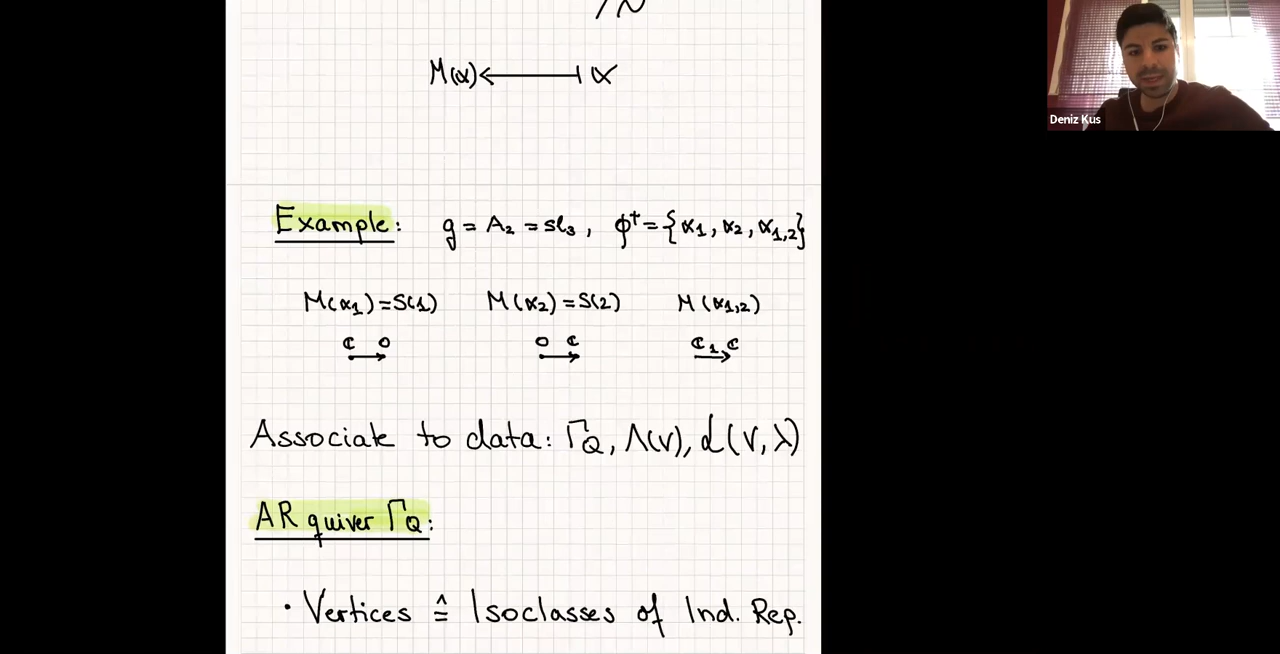 M(α) ⟻ α
Example: g = A₂ = sl₃, ϕ⁺ = {α₁, α₂, α₁,₂}
M(α₁) = S(1) M(α₂) = S(2) M(α₁,₂)
ℂ 0 0 ℂ ℂ 1 ℂ
Associate to data: Γ_Q, Λ(V), 𝓛(V, λ)
AR quiver Γ_Q:
• Vertices ≙ Isoclasses of Ind. Rep.
Deniz Kus